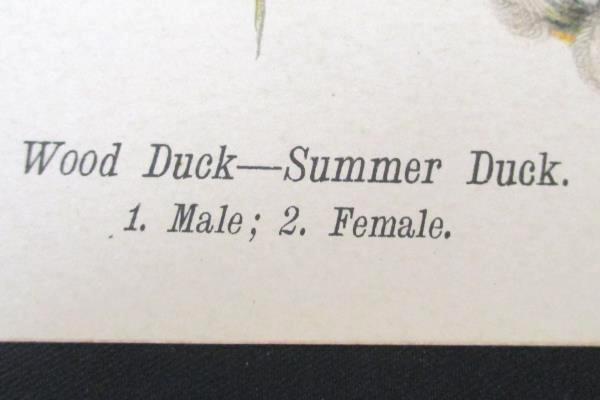 Wood Duck—Summer Duck.
1. Male; 2. Female.